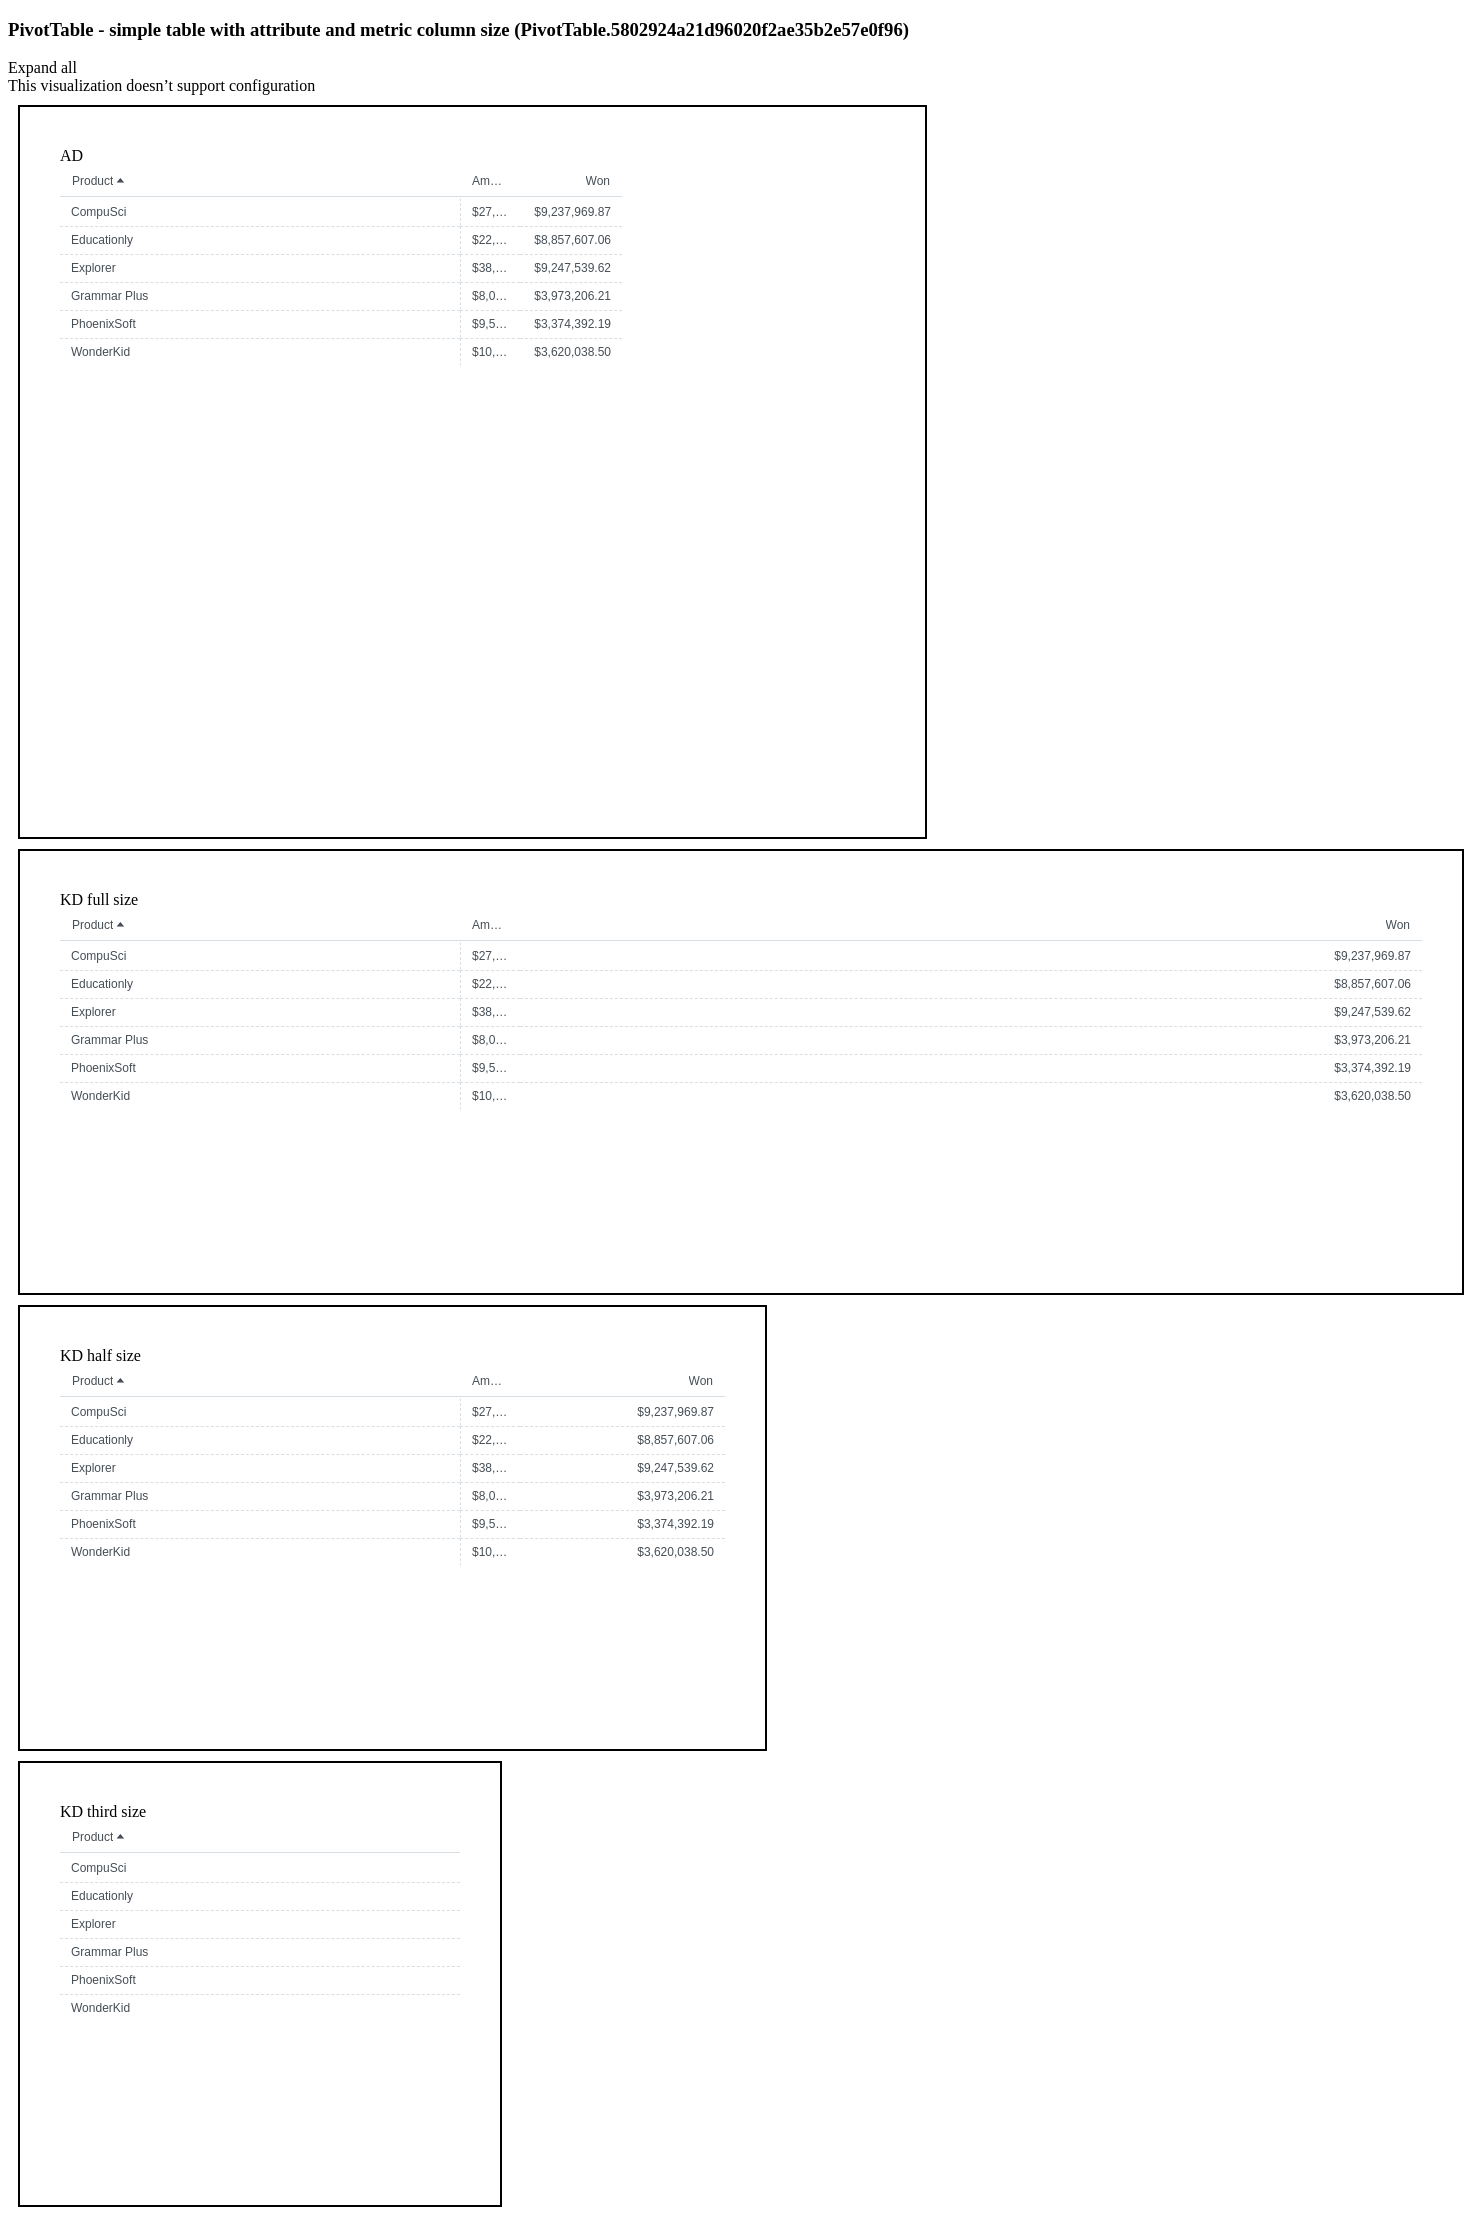 PivotTable - simple table with attribute and metric column size (PivotTable.5802924a21d96020f2ae35b2e57e0f96)
Expand all
This visualization doesn’t support configuration
AD
Product Am… Won
CompuSci $27,… $9,237,969.87
Educationly $22,… $8,857,607.06
Explorer $38,… $9,247,539.62
Grammar Plus $8,0… $3,973,206.21
PhoenixSoft $9,5… $3,374,392.19
WonderKid $10,… $3,620,038.50
KD full size
Product Am… Won
CompuSci $27,… $9,237,969.87
Educationly $22,… $8,857,607.06
Explorer $38,… $9,247,539.62
Grammar Plus $8,0… $3,973,206.21
PhoenixSoft $9,5… $3,374,392.19
WonderKid $10,… $3,620,038.50
KD half size
Product Am… Won
CompuSci $27,… $9,237,969.87
Educationly $22,… $8,857,607.06
Explorer $38,… $9,247,539.62
Grammar Plus $8,0… $3,973,206.21
PhoenixSoft $9,5… $3,374,392.19
WonderKid $10,… $3,620,038.50
KD third size
Product
CompuSci
Educationly
Explorer
Grammar Plus
PhoenixSoft
WonderKid